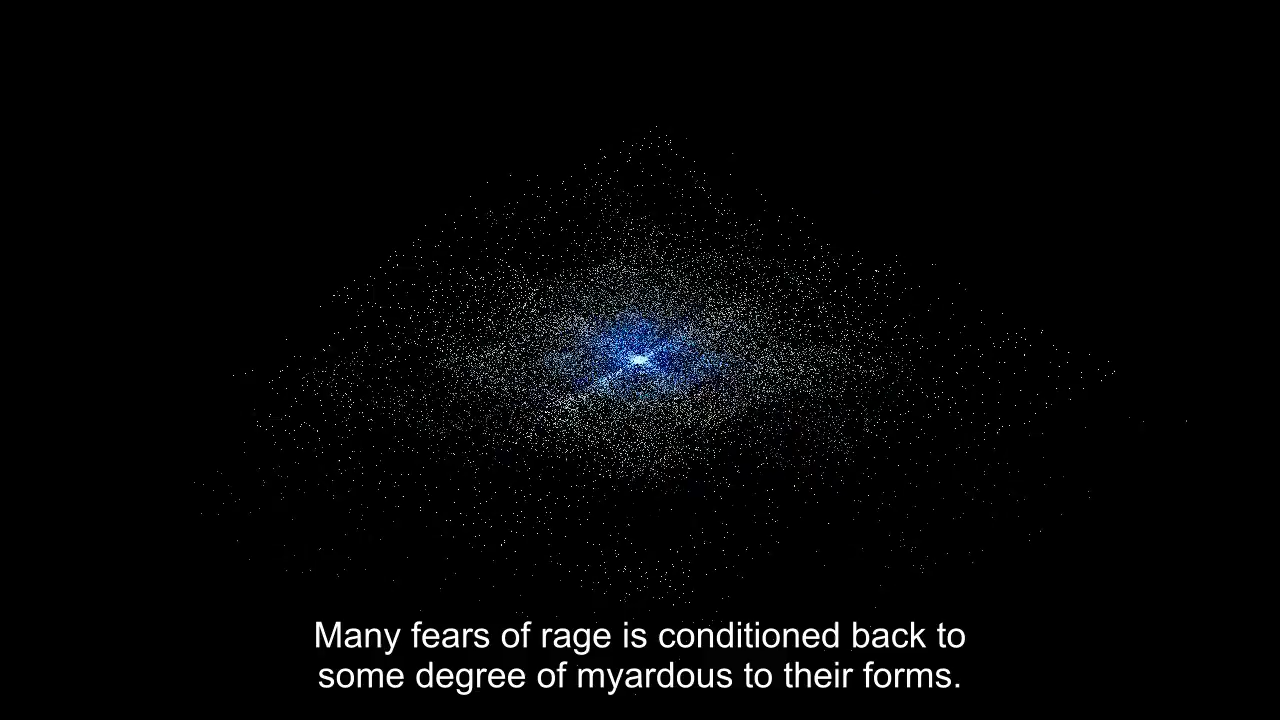 Many fears of rage is conditioned back to
some degree of myardous to their forms.